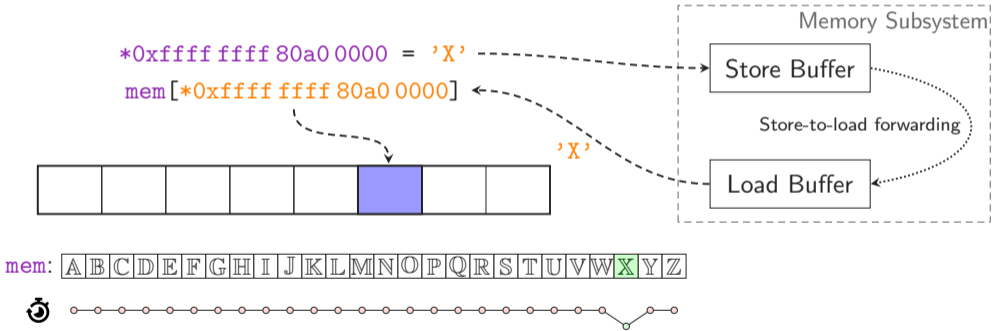 Memory Subsystem
*0xffff ffff 80a0 0000 = 'X'
Store Buffer
mem[*0xffff ffff 80a0 0000]
Store-to-load forwarding
'X'
Load Buffer
mem: A B C D E F G H I J K L M N O P Q R S T U V W X Y Z